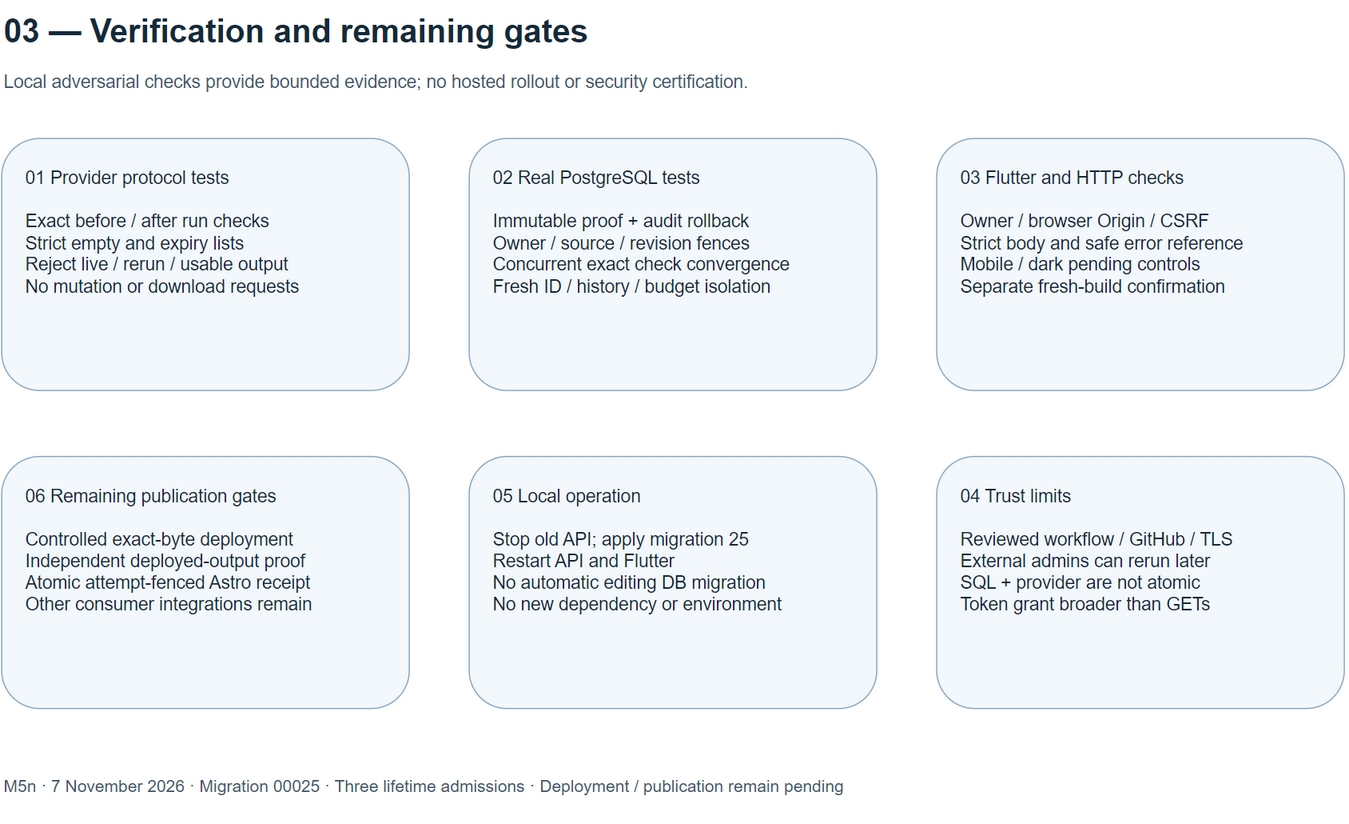 03 — Verification and remaining gates
Local adversarial checks provide bounded evidence; no hosted rollout or security certification.
01 Provider protocol tests
Exact before / after run checks
Strict empty and expiry lists
Reject live / rerun / usable output
No mutation or download requests
02 Real PostgreSQL tests
Immutable proof + audit rollback
Owner / source / revision fences
Concurrent exact check convergence
Fresh ID / history / budget isolation
03 Flutter and HTTP checks
Owner / browser Origin / CSRF
Strict body and safe error reference
Mobile / dark pending controls
Separate fresh-build confirmation
06 Remaining publication gates
Controlled exact-byte deployment
Independent deployed-output proof
Atomic attempt-fenced Astro receipt
Other consumer integrations remain
05 Local operation
Stop old API; apply migration 25
Restart API and Flutter
No automatic editing DB migration
No new dependency or environment
04 Trust limits
Reviewed workflow / GitHub / TLS
External admins can rerun later
SQL + provider are not atomic
Token grant broader than GETs
M5n · 7 November 2026 · Migration 00025 · Three lifetime admissions · Deployment / publication remain pending